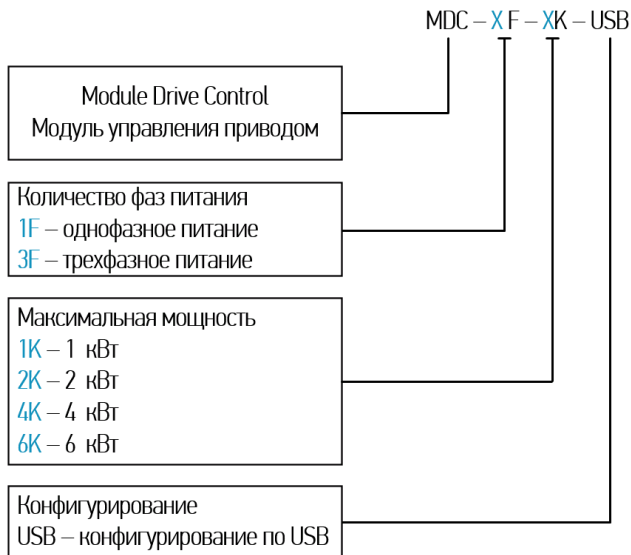 MDC – XF – XK – USB
Module Drive Control
Модуль управления приводом
Количество фаз питания
1F – однофазное питание
3F – трехфазное питание
Максимальная мощность
1K – 1 кВт
2K – 2 кВт
4K – 4 кВт
6K – 6 кВт
Конфигурирование
USB – конфигурирование по USB